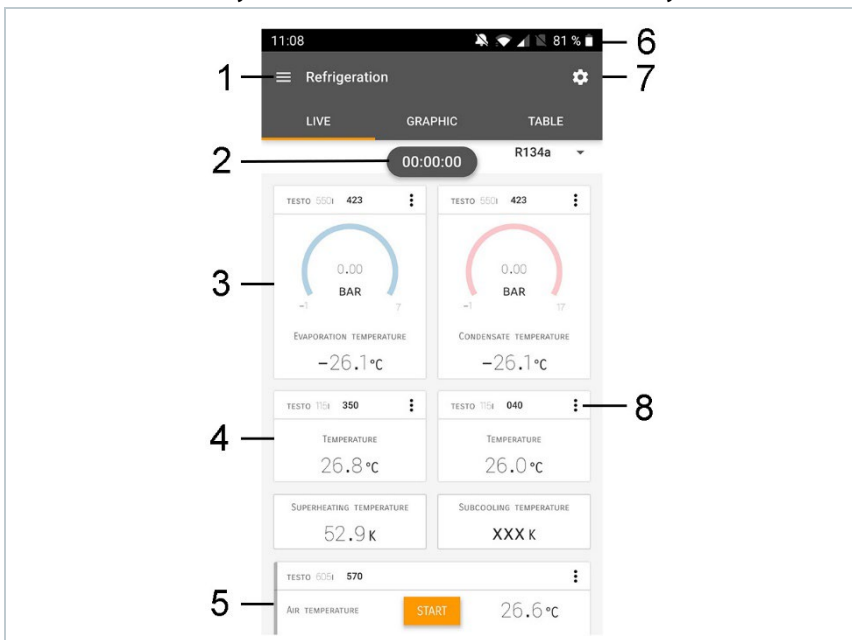 11:08 81 % 6
1 Refrigeration 7
LIVE GRAPHIC TABLE
2 00:00:00 R134a
TESTO 550I 423 TESTO 550I 423
3 0.00 0.00
BAR BAR
-1 7 -1 17
EVAPORATION TEMPERATURE CONDENSATE TEMPERATURE
-26.1°C -26.1°C
TESTO 115I 350 TESTO 115I 040 8
4 TEMPERATURE TEMPERATURE
26.8°C 26.0°C
SUPERHEATING TEMPERATURE SUBCOOLING TEMPERATURE
52.9 K XXX K
TESTO 605I 570
5 AIR TEMPERATURE START 26.6°C